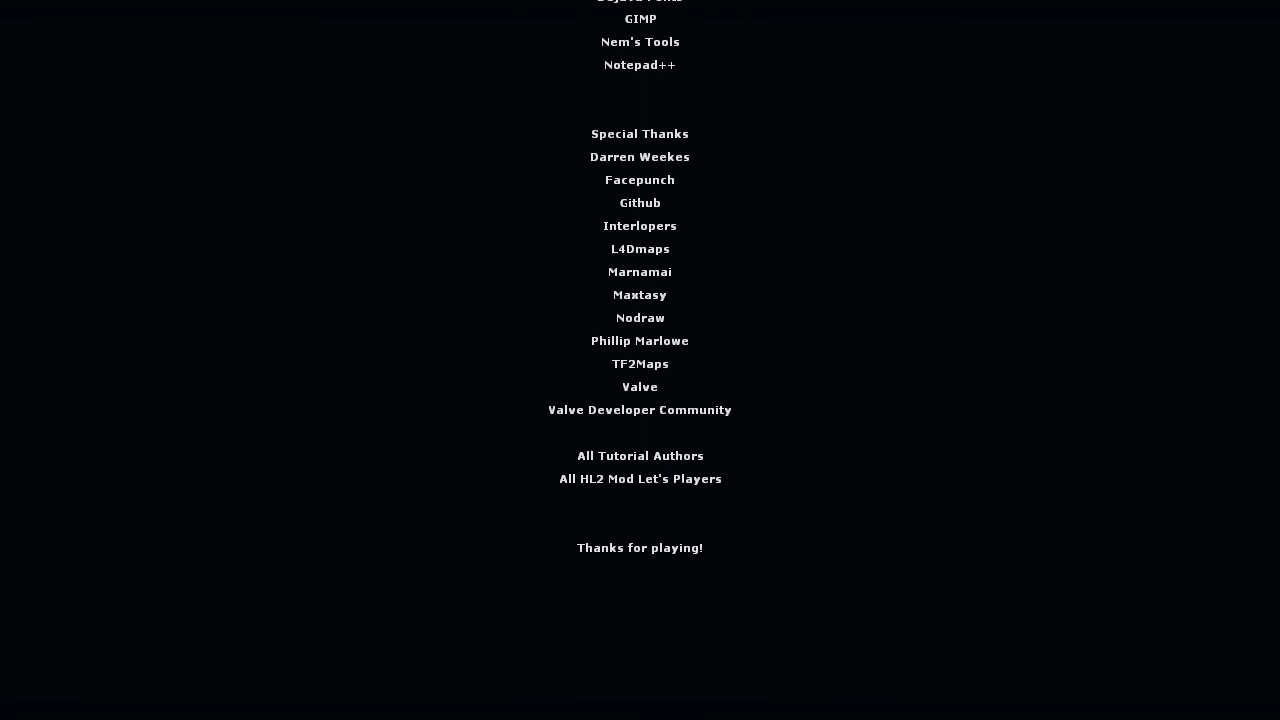 GIMP
Nem's Tools
Notepad++
Special Thanks
Darren Weekes
Facepunch
Github
Interlopers
L4Dmaps
Marnamai
Maxtasy
Nodraw
Phillip Marlowe
TF2Maps
Valve
Valve Developer Community
All Tutorial Authors
All HL2 Mod Let's Players
Thanks for playing!